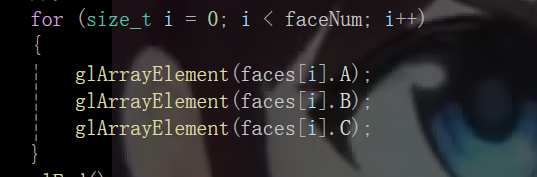 for (size_t i = 0; i < faceNum; i++)
{
glArrayElement(faces[i].A);
glArrayElement(faces[i].B);
glArrayElement(faces[i].C);
}